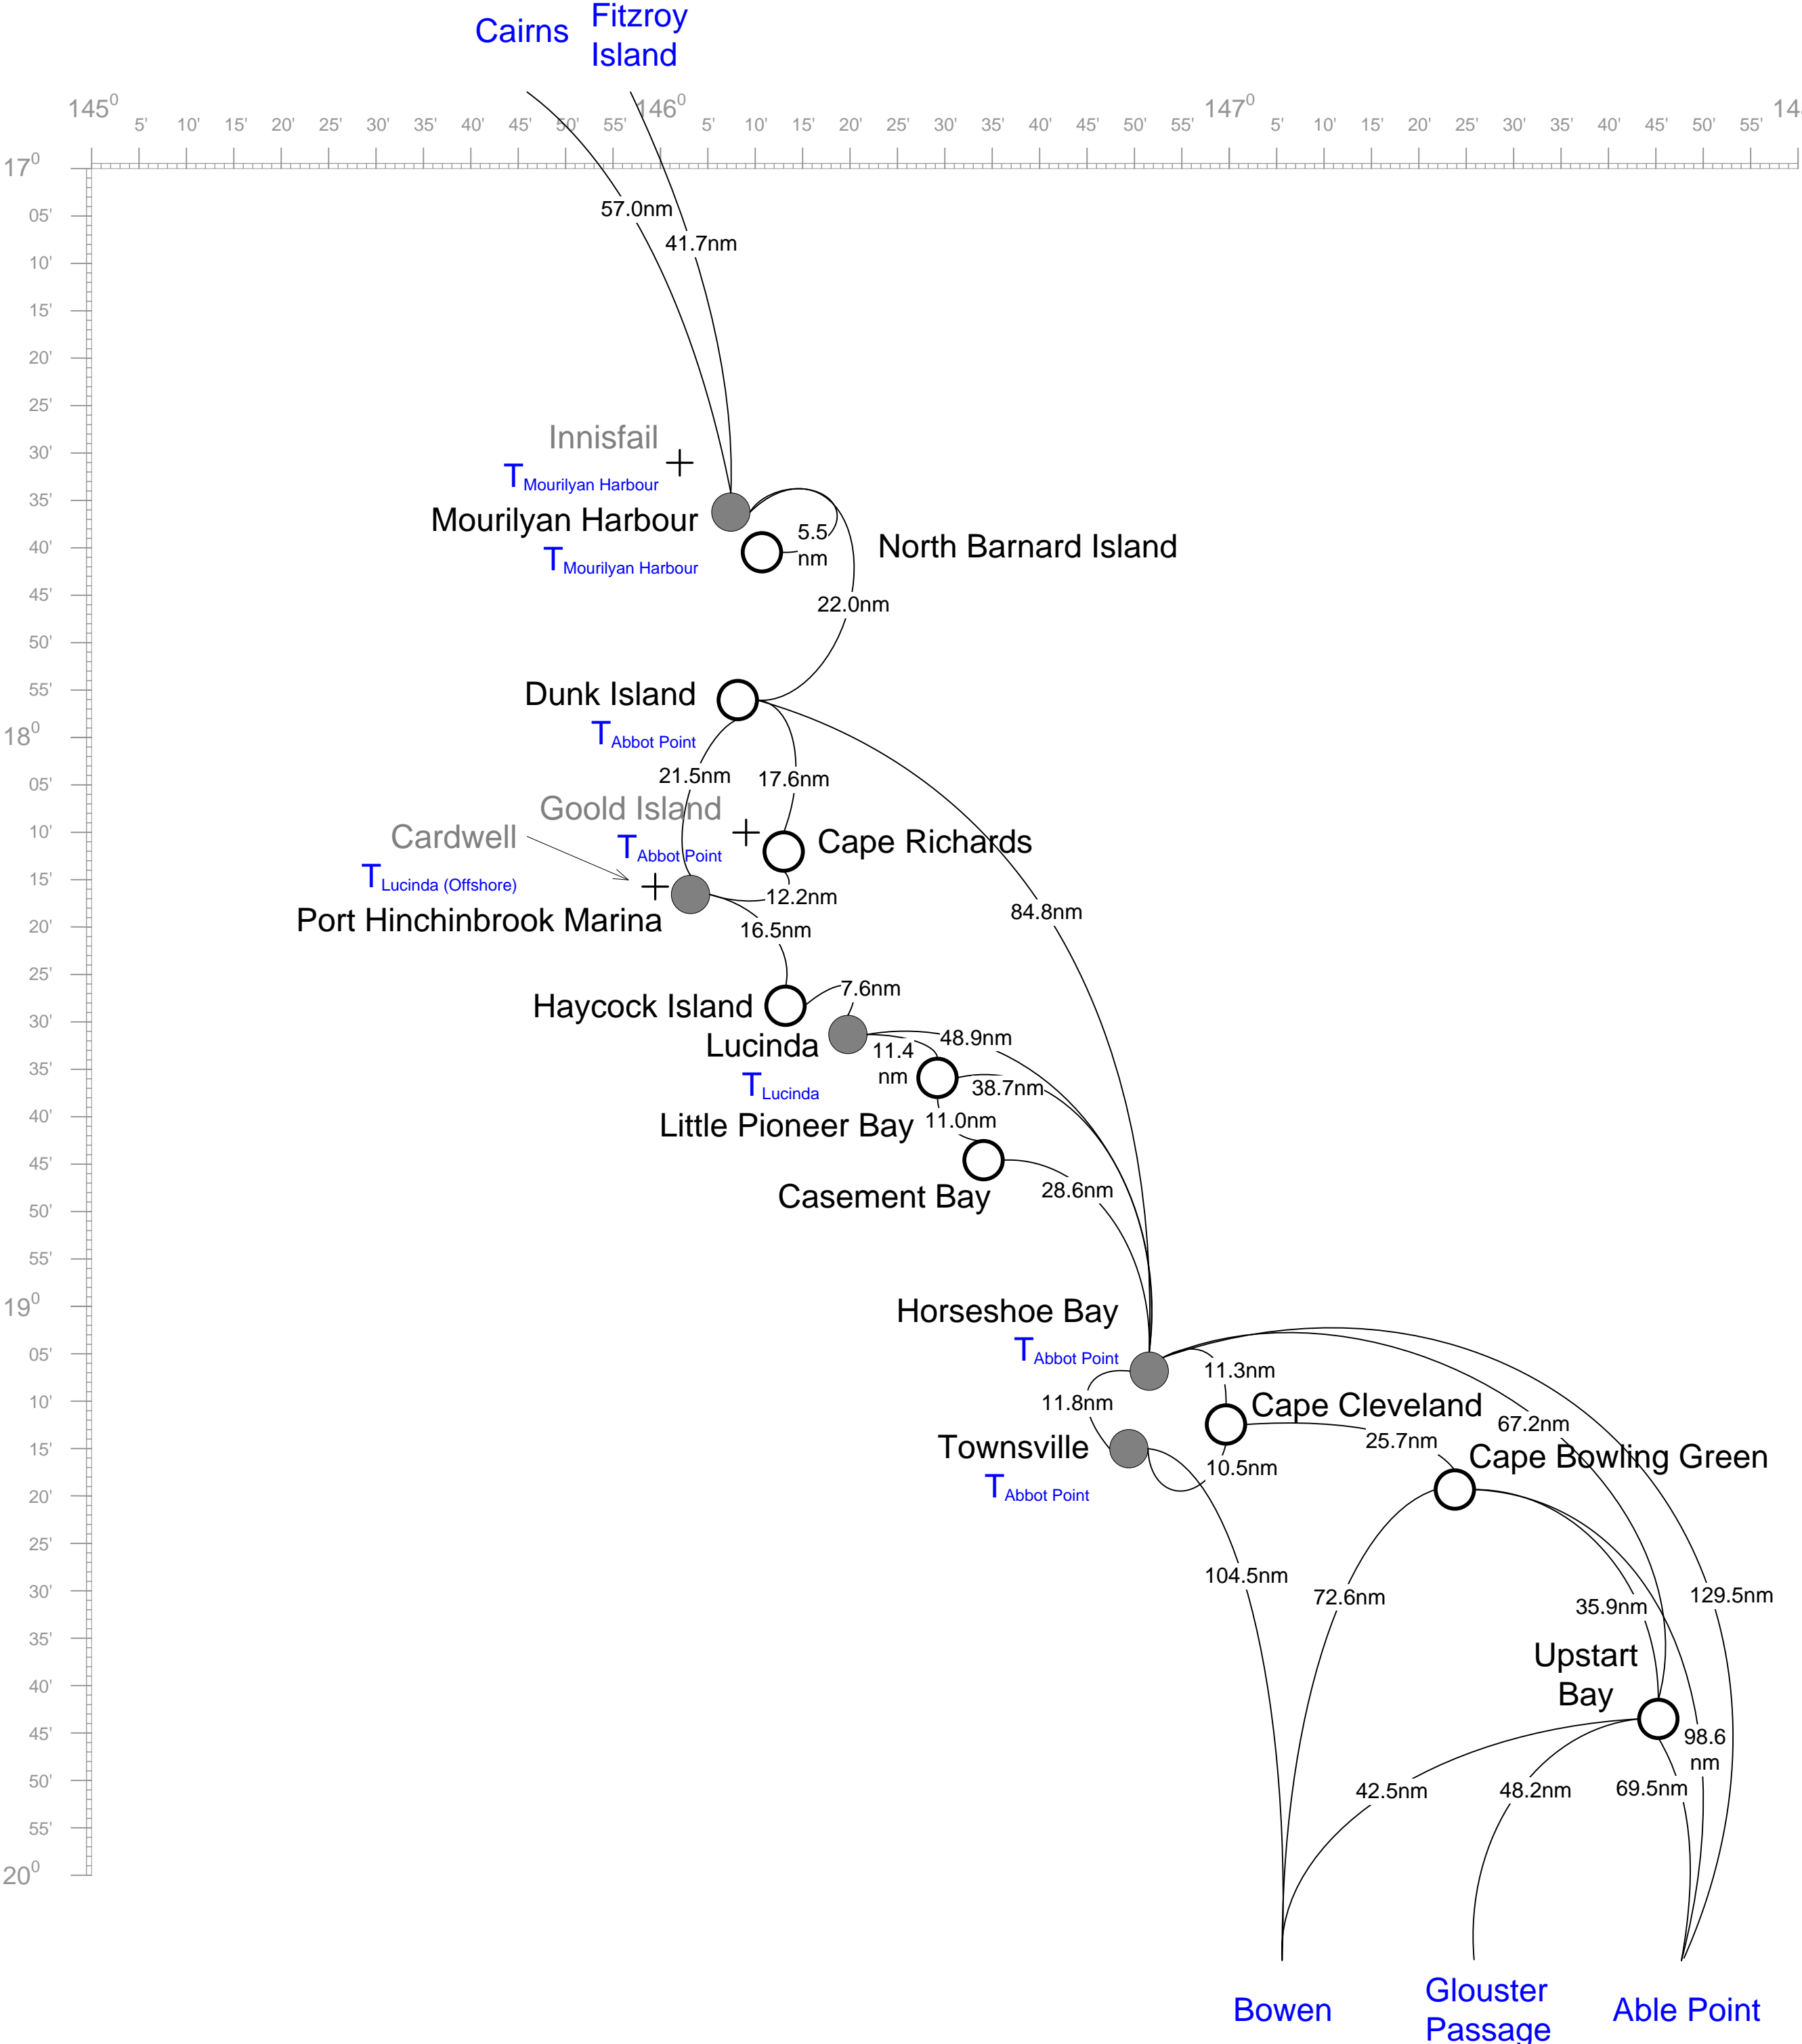 Cairns
Fitzroy
Island
145⁰
146⁰
147⁰
5'
10'
15'
20'
25'
30'
35'
40'
45'
50'
55'
5'
10'
15'
20'
25'
30'
35'
40'
45'
50'
55'
5'
10'
15'
20'
25'
30'
35'
40'
45'
50'
55'
17⁰
05'
10'
15'
20'
25'
30'
35'
40'
45'
50'
55'
18⁰
05'
10'
15'
20'
25'
30'
35'
40'
45'
50'
55'
19⁰
05'
10'
15'
20'
25'
30'
35'
40'
45'
50'
55'
20⁰
57.0nm
41.7nm
Innisfail
T Mourilyan Harbour
Mourilyan Harbour
T Mourilyan Harbour
5.5
nm
North Barnard Island
22.0nm
Dunk Island
T Abbot Point
21.5nm
17.6nm
Goold Island
T Abbot Point
Cardwell
T Lucinda (Offshore)
Cape Richards
Port Hinchinbrook Marina
12.2nm
16.5nm
84.8nm
Haycock Island
7.6nm
Lucinda
T Lucinda
11.4
nm
48.9nm
38.7nm
Little Pioneer Bay
11.0nm
Casement Bay
28.6nm
Horseshoe Bay
T Abbot Point
11.3nm
11.8nm
Cape Cleveland
67.2nm
25.7nm
Townsville
T Abbot Point
10.5nm
Cape Bowling Green
104.5nm
72.6nm
35.9nm
129.5nm
Upstart
Bay
98.6
nm
42.5nm
48.2nm
69.5nm
Bowen
Glouster
Passage
Able Point